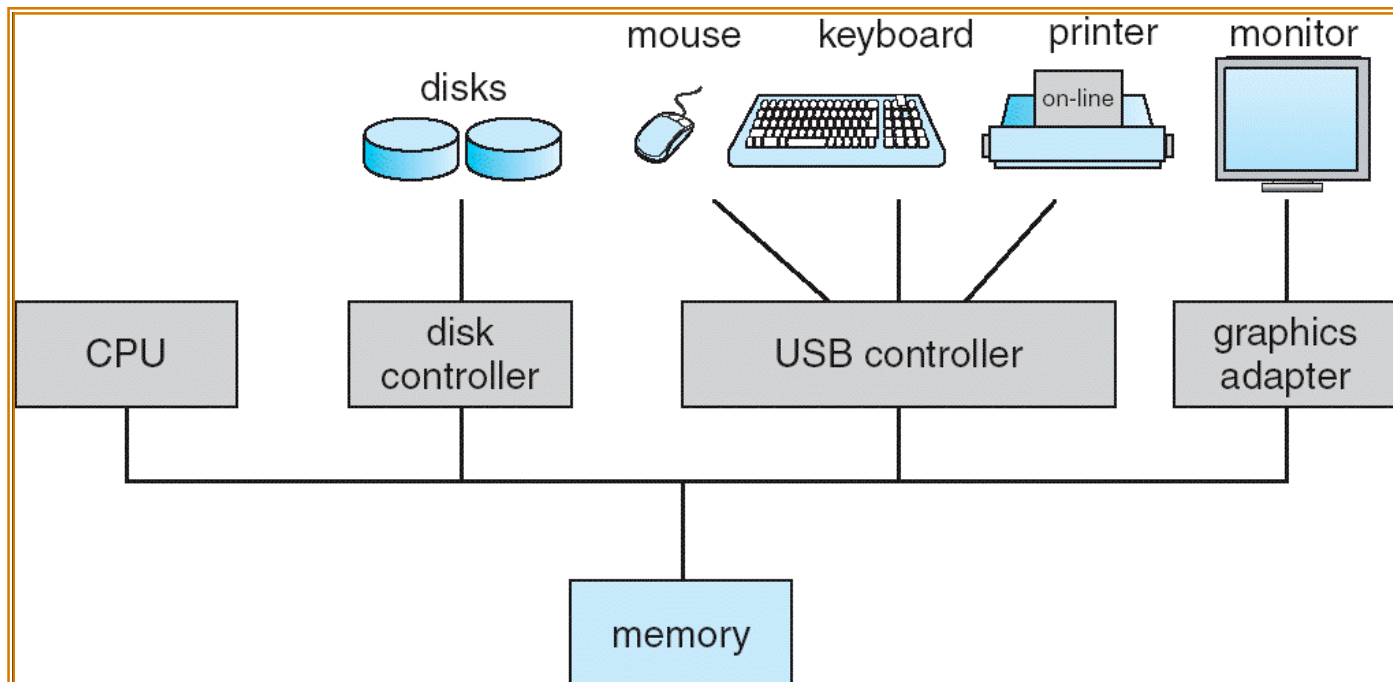 mouse keyboard printer monitor
disks
on-line
CPU
disk
controller
USB controller
graphics
adapter
memory